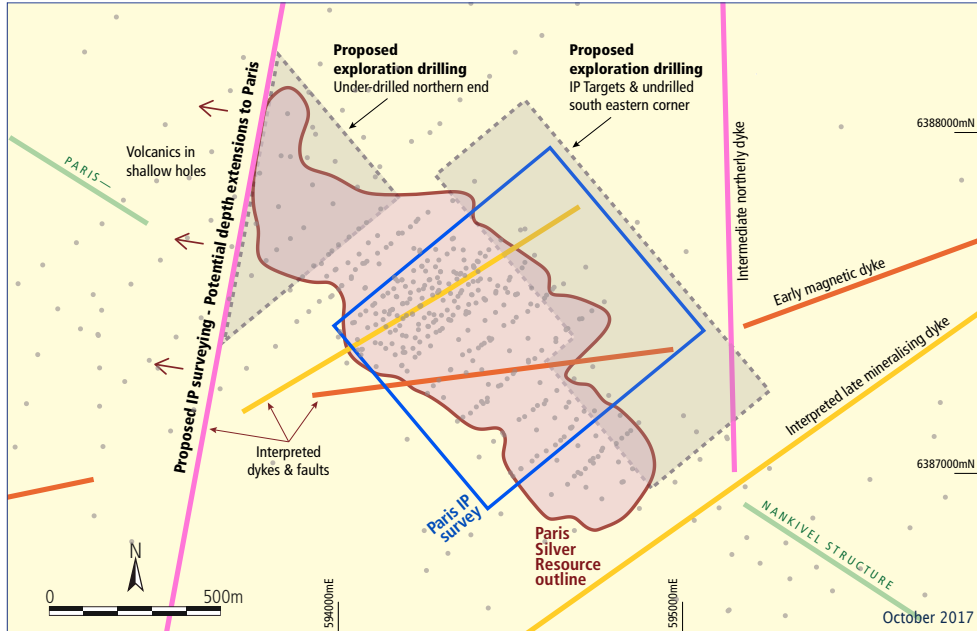 Proposed
exploration drilling
Under-drilled northern end
Proposed
exploration drilling
IP Targets & undrilled
south eastern corner
6388000mN
Volcanics in
shallow holes
PARIS
Proposed IP surveying - Potential depth extensions to Paris
Intermediate northerly dyke
Early magnetic dyke
Interpreted late mineralising dyke
Interpreted
dykes & faults
6387000mN
Paris IP
survey
Paris
Silver
Resource
outline
NANKIVEL STRUCTURE
N
0 500m
594000mE
595000mE
October 2017